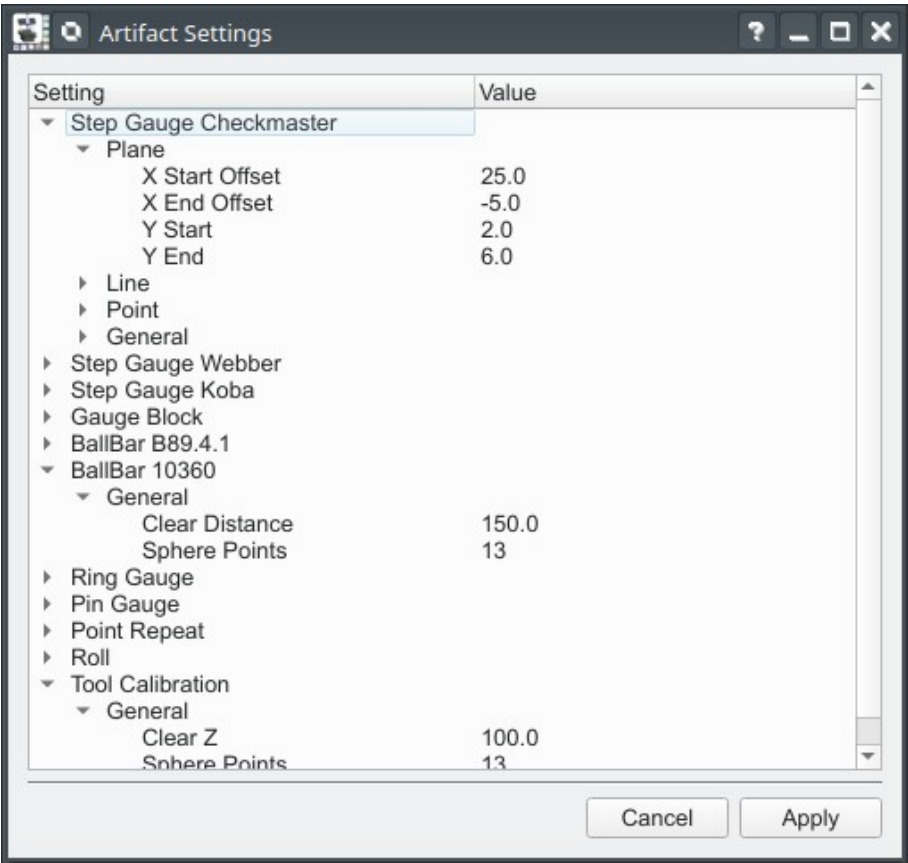 Artifact Settings
Setting Value
Step Gauge Checkmaster
Plane
X Start Offset 25.0
X End Offset -5.0
Y Start 2.0
Y End 6.0
Line
Point
General
Step Gauge Webber
Step Gauge Koba
Gauge Block
BallBar B89.4.1
BallBar 10360
General
Clear Distance 150.0
Sphere Points 13
Ring Gauge
Pin Gauge
Point Repeat
Roll
Tool Calibration
General
Clear Z 100.0
Sphere Points 13
Cancel Apply